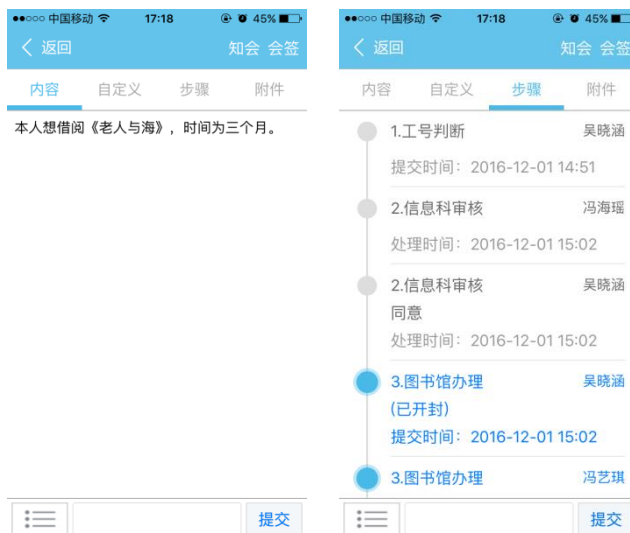 中国移动 17:18 45%
返回 知会 会签
内容 自定义 步骤 附件
本人想借阅《老人与海》，时间为三个月。
提交
中国移动 17:18 45%
返回 知会 会签
内容 自定义 步骤 附件
1.工号判断 吴晓涵
提交时间：2016-12-01 14:51
2.信息科审核 冯海瑶
处理时间：2016-12-01 15:02
2.信息科审核 吴晓涵
同意
处理时间：2016-12-01 15:02
3.图书馆办理 吴晓涵
(已开封)
提交时间：2016-12-01 15:02
3.图书馆办理 冯艺琪
提交